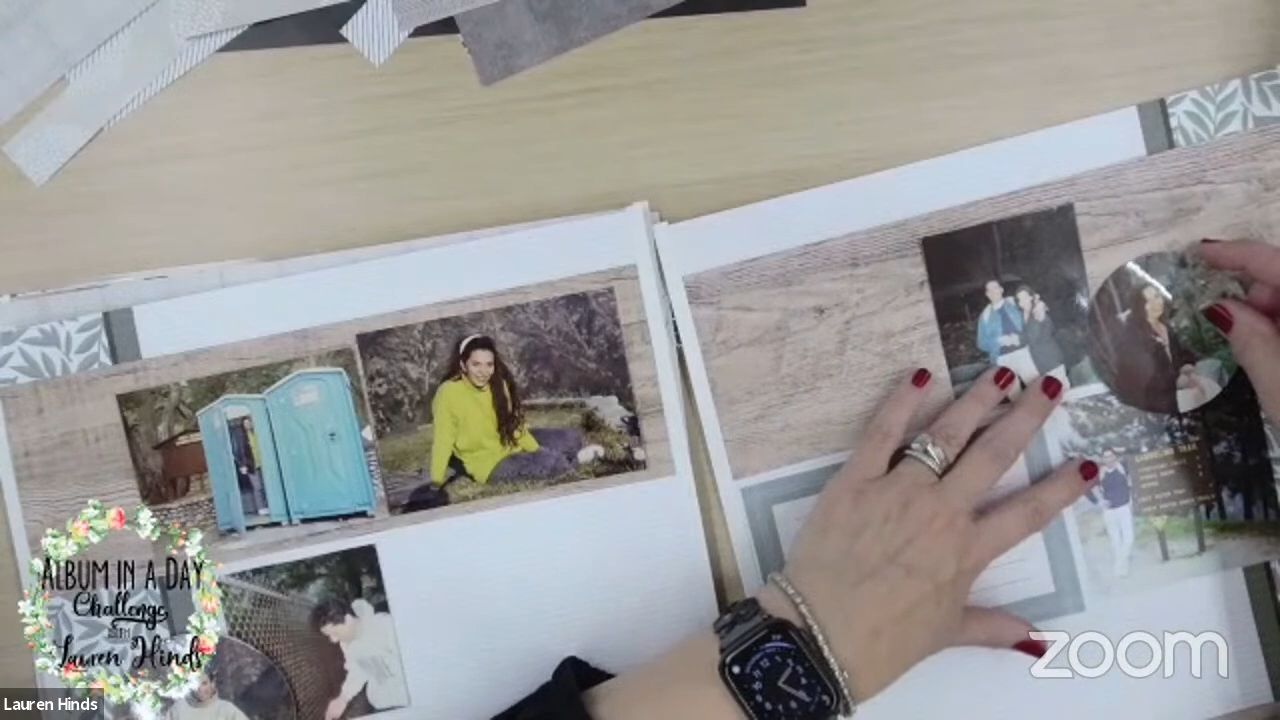 ALBUM IN A DAY
Challenge
WITH
Lauren Hinds
Lauren Hinds
zoom